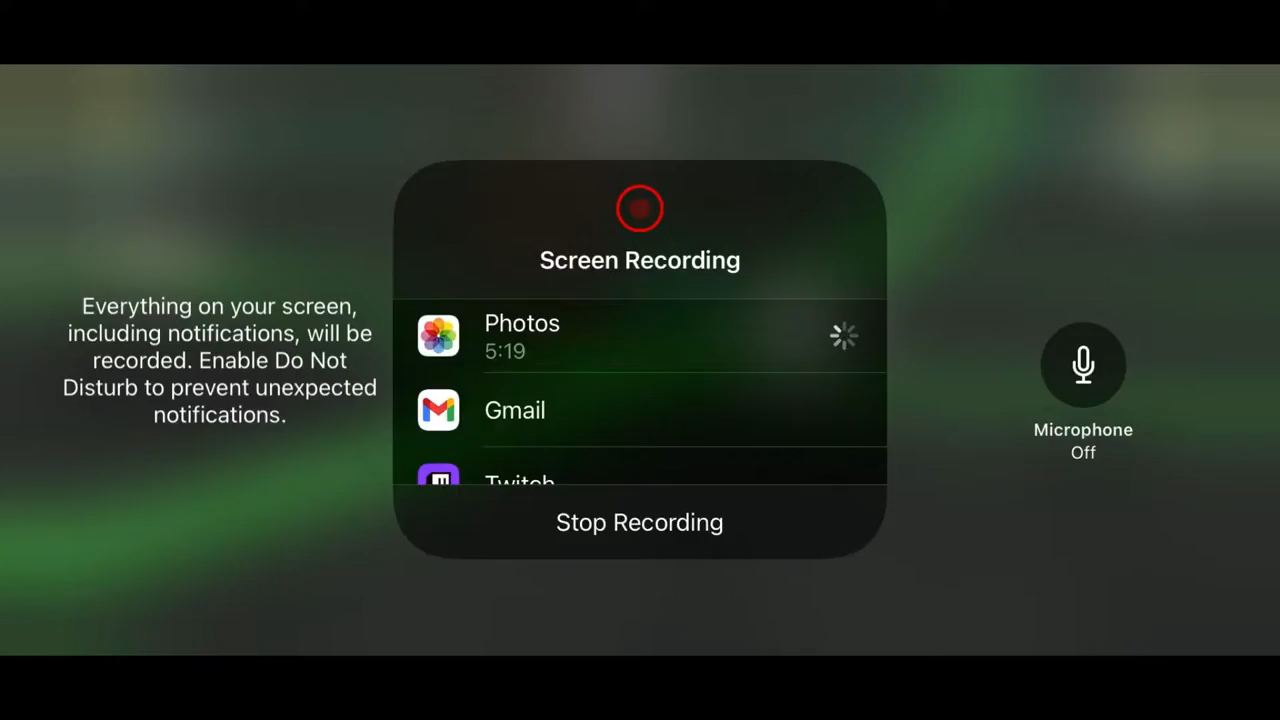 Screen Recording
Everything on your screen,
including notifications, will be
recorded. Enable Do Not
Disturb to prevent unexpected
notifications.
Photos
5:19
Gmail
Twitch
Stop Recording
Microphone
Off